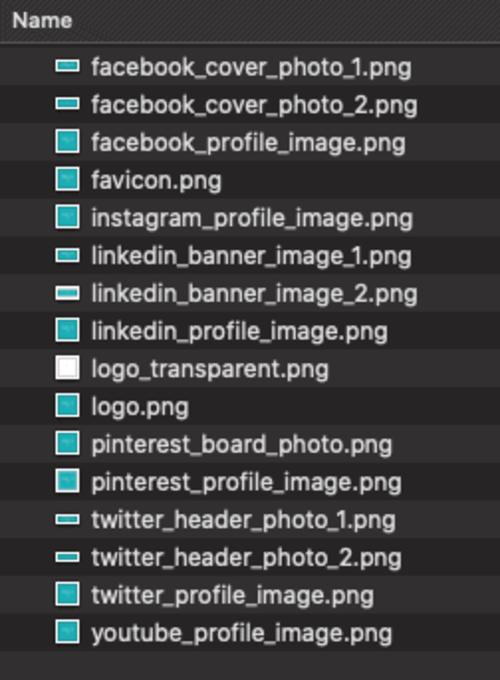 Name
facebook_cover_photo_1.png
facebook_cover_photo_2.png
facebook_profile_image.png
favicon.png
instagram_profile_image.png
linkedin_banner_image_1.png
linkedin_banner_image_2.png
linkedin_profile_image.png
logo_transparent.png
logo.png
pinterest_board_photo.png
pinterest_profile_image.png
twitter_header_photo_1.png
twitter_header_photo_2.png
twitter_profile_image.png
youtube_profile_image.png